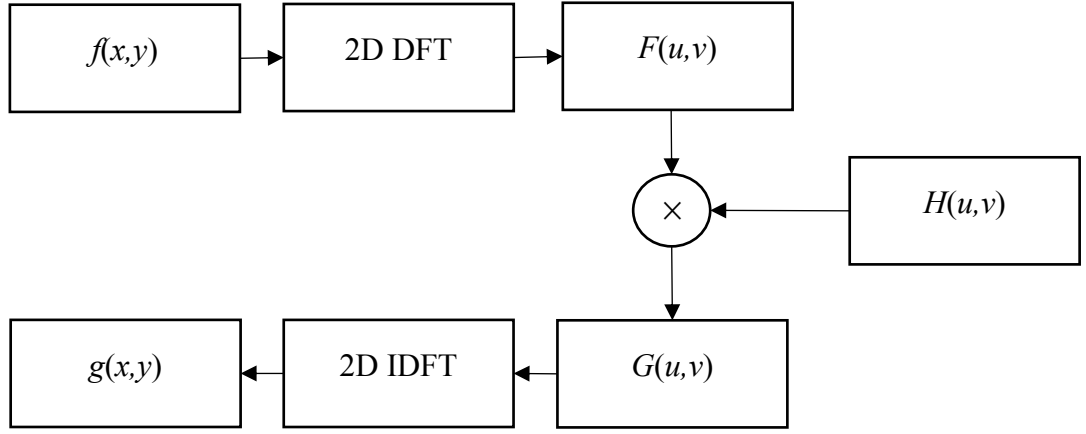 f(x,y)
2D DFT
F(u,v)
×
H(u,v)
g(x,y)
2D IDFT
G(u,v)